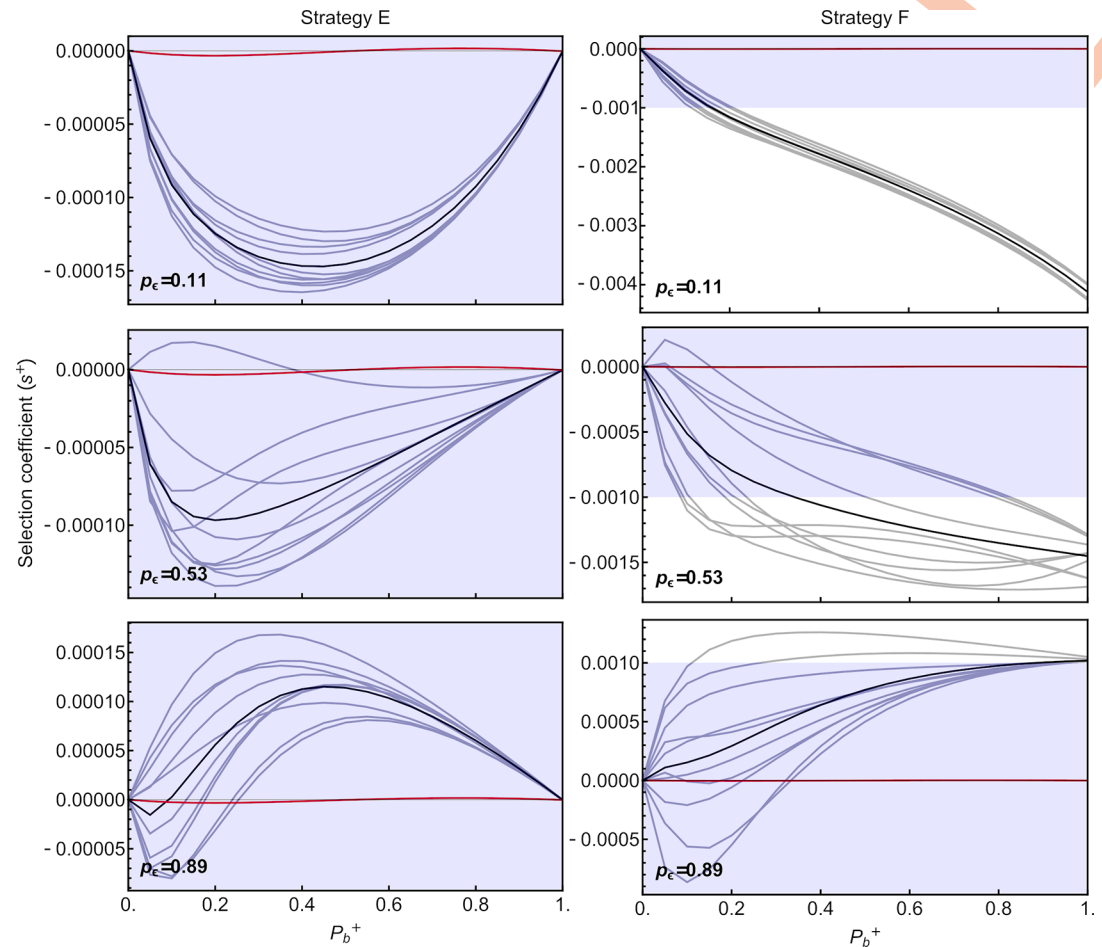 Strategy E
Strategy F
0.00000
- 0.00005
- 0.00010
- 0.00015
pϵ=0.11
0.000
- 0.001
- 0.002
- 0.003
- 0.004
pϵ=0.11
Selection coefficient (s⁺)
0.00000
- 0.00005
- 0.00010
pϵ=0.53
0.0000
- 0.0005
- 0.0010
- 0.0015
pϵ=0.53
0.00015
0.00010
0.00005
0.00000
- 0.00005
pϵ=0.89
0.0010
0.0005
0.0000
- 0.0005
pϵ=0.89
0. 0.2 0.4 0.6 0.8 1.
0. 0.2 0.4 0.6 0.8 1.
P_b⁺
P_b⁺